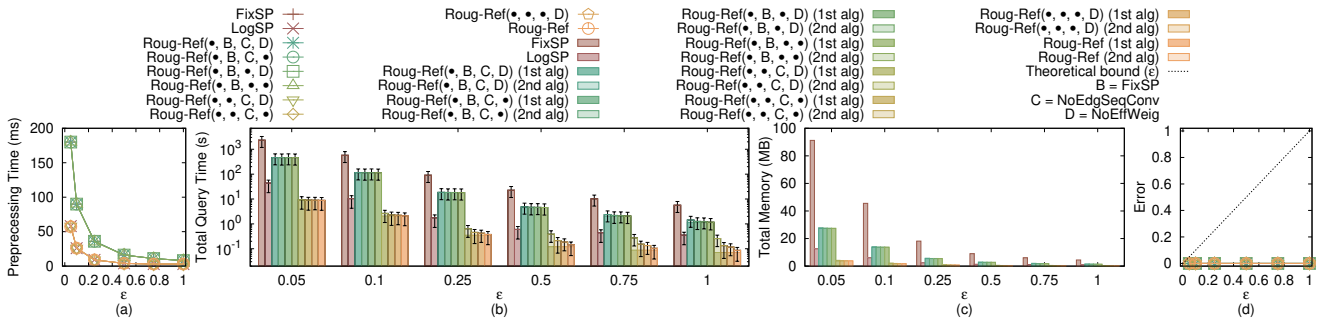 FixSP
LogSP
Roug-Ref(•, B, C, D)
Roug-Ref(•, B, C, •)
Roug-Ref(•, B, •, D)
Roug-Ref(•, B, •, •)
Roug-Ref(•, •, C, D)
Roug-Ref(•, •, C, •)
Roug-Ref(•, •, •, D)
Roug-Ref
FixSP
LogSP
Roug-Ref(•, B, C, D) (1st alg)
Roug-Ref(•, B, C, D) (2nd alg)
Roug-Ref(•, B, C, •) (1st alg)
Roug-Ref(•, B, C, •) (2nd alg)
Roug-Ref(•, B, •, D) (1st alg)
Roug-Ref(•, B, •, D) (2nd alg)
Roug-Ref(•, B, •, •) (1st alg)
Roug-Ref(•, B, •, •) (2nd alg)
Roug-Ref(•, •, C, D) (1st alg)
Roug-Ref(•, •, C, D) (2nd alg)
Roug-Ref(•, •, C, •) (1st alg)
Roug-Ref(•, •, C, •) (2nd alg)
Roug-Ref(•, •, •, D) (1st alg)
Roug-Ref(•, •, •, D) (2nd alg)
Roug-Ref (1st alg)
Roug-Ref (2nd alg)
Theoretical bound (ε)
B = FixSP
C = NoEdgSeqConv
D = NoEffWeig
Preprecessing Time (ms)
200
150
100
50
0
0 0.2 0.4 0.6 0.8 1
ε
(a)
Total Query Time (s)
10³
10²
10¹
10⁰
10⁻¹
0.05 0.1 0.25 0.5 0.75 1
ε
(b)
Total Memory (MB)
100
80
60
40
20
0
0.05 0.1 0.25 0.5 0.75 1
ε
(c)
Error
1
0.8
0.6
0.4
0.2
0
0 0.2 0.4 0.6 0.8 1
ε
(d)